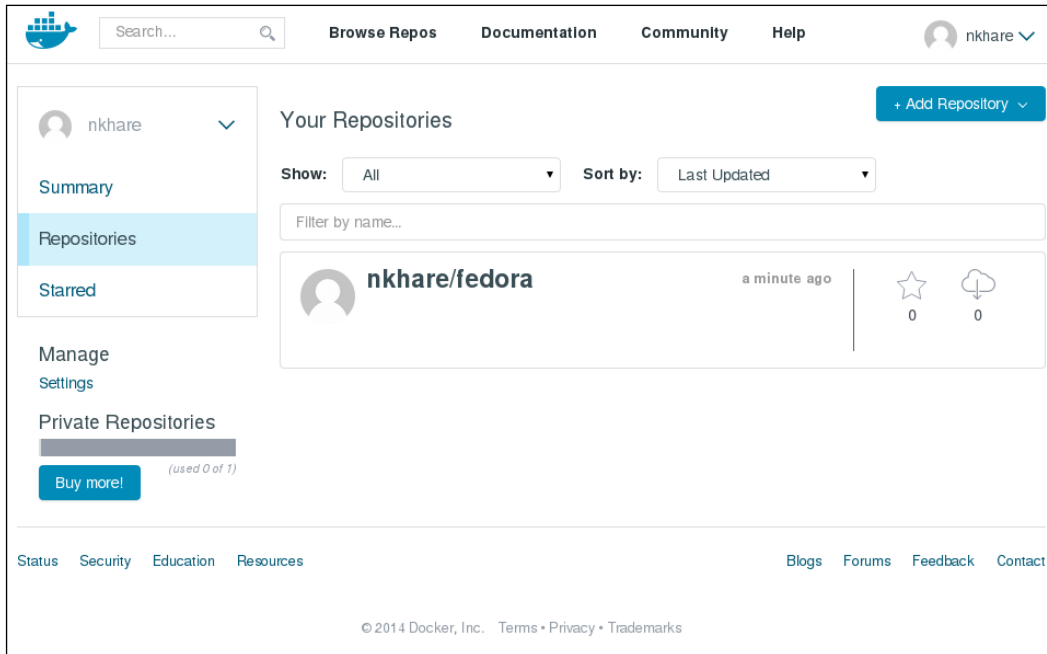 Search...
Browse Repos Documentation Community Help
nkhare
nkhare
Summary
Repositories
Starred
Manage
Settings
Private Repositories
(used 0 of 1)
Buy more!
+ Add Repository
Your Repositories
Show: All Sort by: Last Updated
Filter by name...
nkhare/fedora a minute ago
0 0
Status Security Education Resources Blogs Forums Feedback Contact
© 2014 Docker, Inc. Terms • Privacy • Trademarks